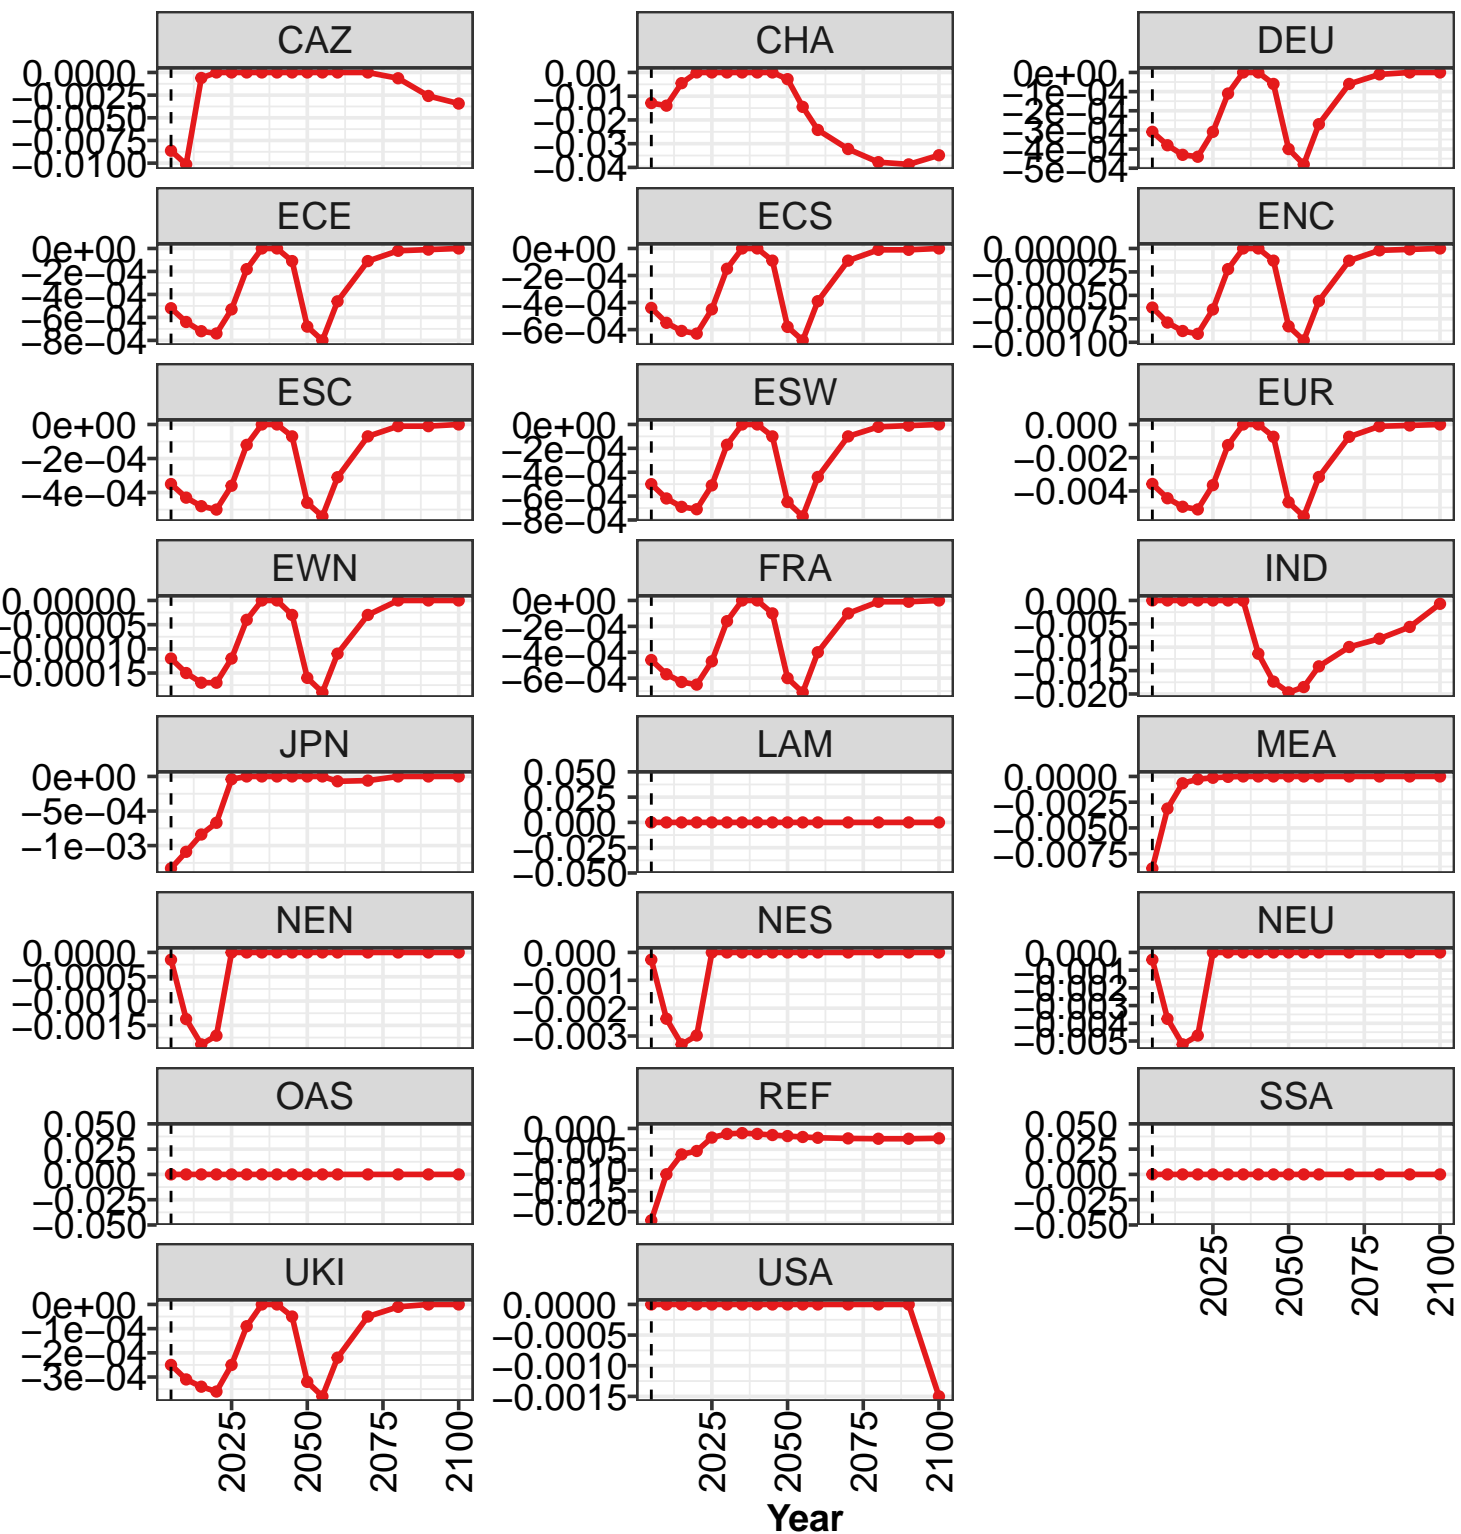 CAZ
0.0000
−0.0025
−0.0050
−0.0075
−0.0100
CHA
0.00
−0.01
−0.02
−0.03
−0.04
DEU
0e+00
−1e−04
−2e−04
−3e−04
−4e−04
−5e−04
ECE
0e+00
−2e−04
−4e−04
−6e−04
−8e−04
ECS
0e+00
−2e−04
−4e−04
−6e−04
ENC
0.00000
−0.00025
−0.00050
−0.00075
−0.00100
ESC
0e+00
−2e−04
−4e−04
ESW
0e+00
−2e−04
−4e−04
−6e−04
−8e−04
EUR
0.000
−0.002
−0.004
EWN
0.00000
−0.00005
−0.00010
−0.00015
FRA
0e+00
−2e−04
−4e−04
−6e−04
IND
0.000
−0.005
−0.010
−0.015
−0.020
JPN
0e+00
−5e−04
−1e−03
LAM
0.050
0.025
0.000
−0.025
−0.050
MEA
0.0000
−0.0025
−0.0050
−0.0075
NEN
0.0000
−0.0005
−0.0010
−0.0015
NES
0.000
−0.001
−0.002
−0.003
NEU
0.000
−0.001
−0.002
−0.003
−0.004
−0.005
OAS
0.050
0.025
0.000
−0.025
−0.050
REF
0.000
−0.005
−0.010
−0.015
−0.020
SSA
0.050
0.025
0.000
−0.025
−0.050
2025
2050
2075
2100
UKI
0e+00
−1e−04
−2e−04
−3e−04
2025
2050
2075
2100
USA
0.0000
−0.0005
−0.0010
−0.0015
2025
2050
2075
2100
Year